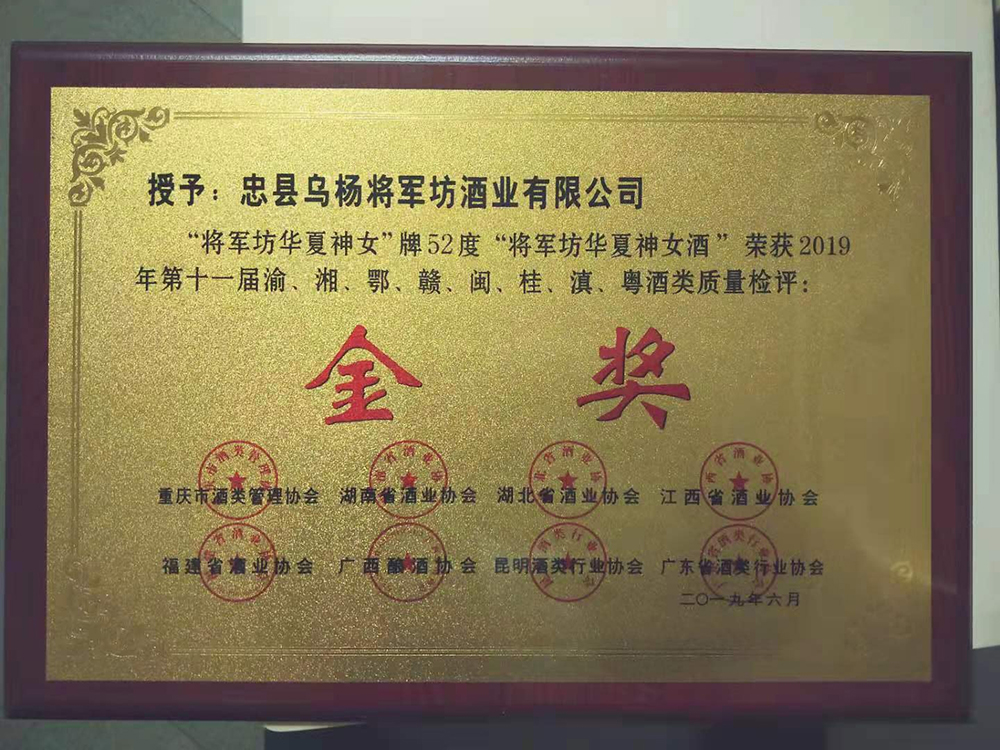 授予：忠县乌杨将军坊酒业有限公司
“将军坊华夏神女”牌52度“将军坊华夏神女酒”荣获2019
年第十一届渝、湘、鄂、赣、闽、桂、滇、粤酒类质量检评：
金 奖
重庆市酒类管理协会 湖南省酒业协会 湖北省酒业协会 江西省酒业协会
福建省酒业协会 广西酿酒协会 昆明酒类行业协会 广东省酒类行业协会
二〇一九年六月